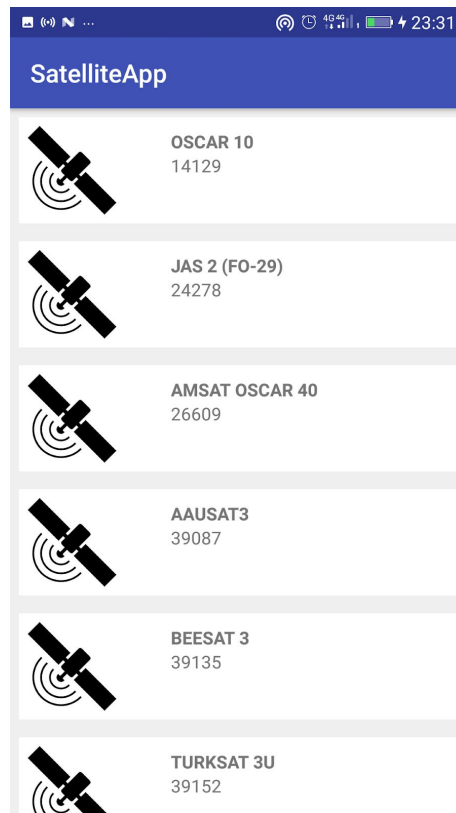 23:31
SatelliteApp
OSCAR 10
14129
JAS 2 (FO-29)
24278
AMSAT OSCAR 40
26609
AAUSAT3
39087
BEESAT 3
39135
TURKSAT 3U
39152